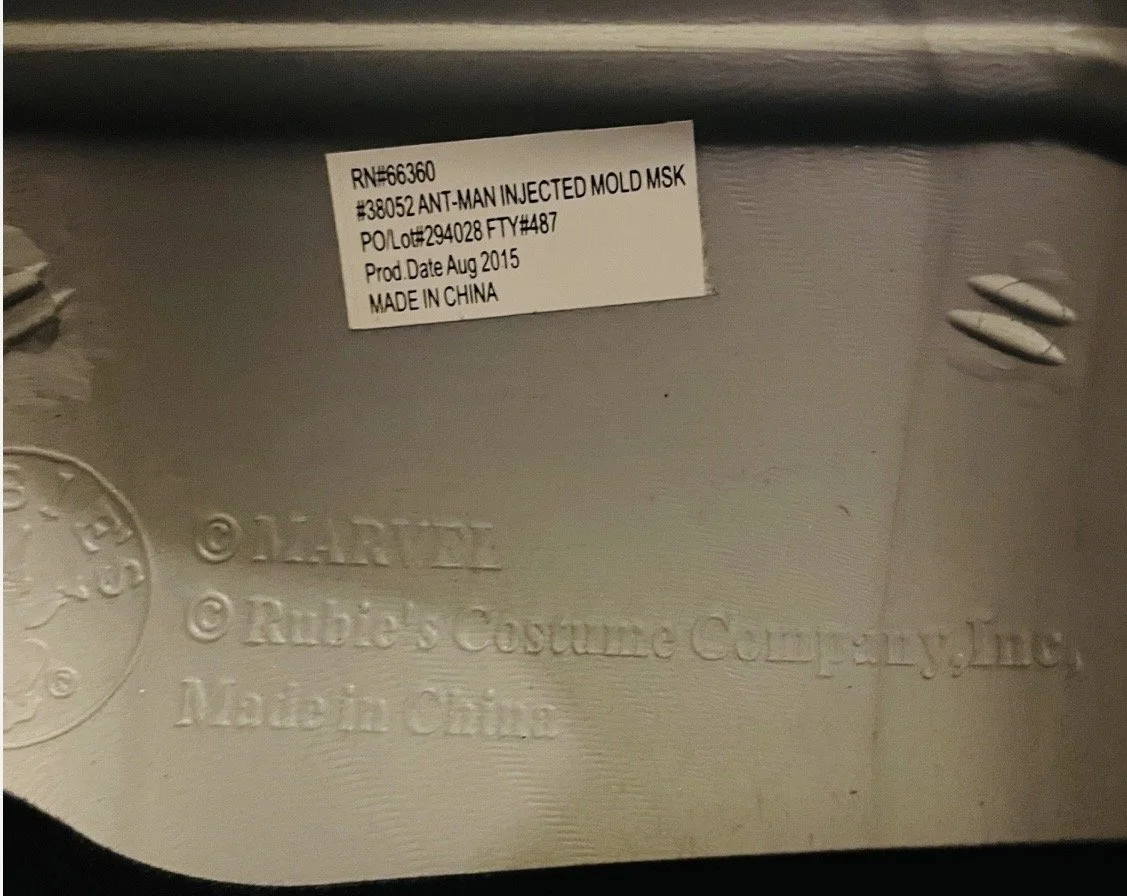 RN#66360
#38052 ANT-MAN INJECTED MOLD MSK
PO/Lot#294028 FTY#487
Prod.Date Aug 2015
MADE IN CHINA
BIE'S
©
© MARVEL
© Rubie's Costume Company,Inc,
Made in China